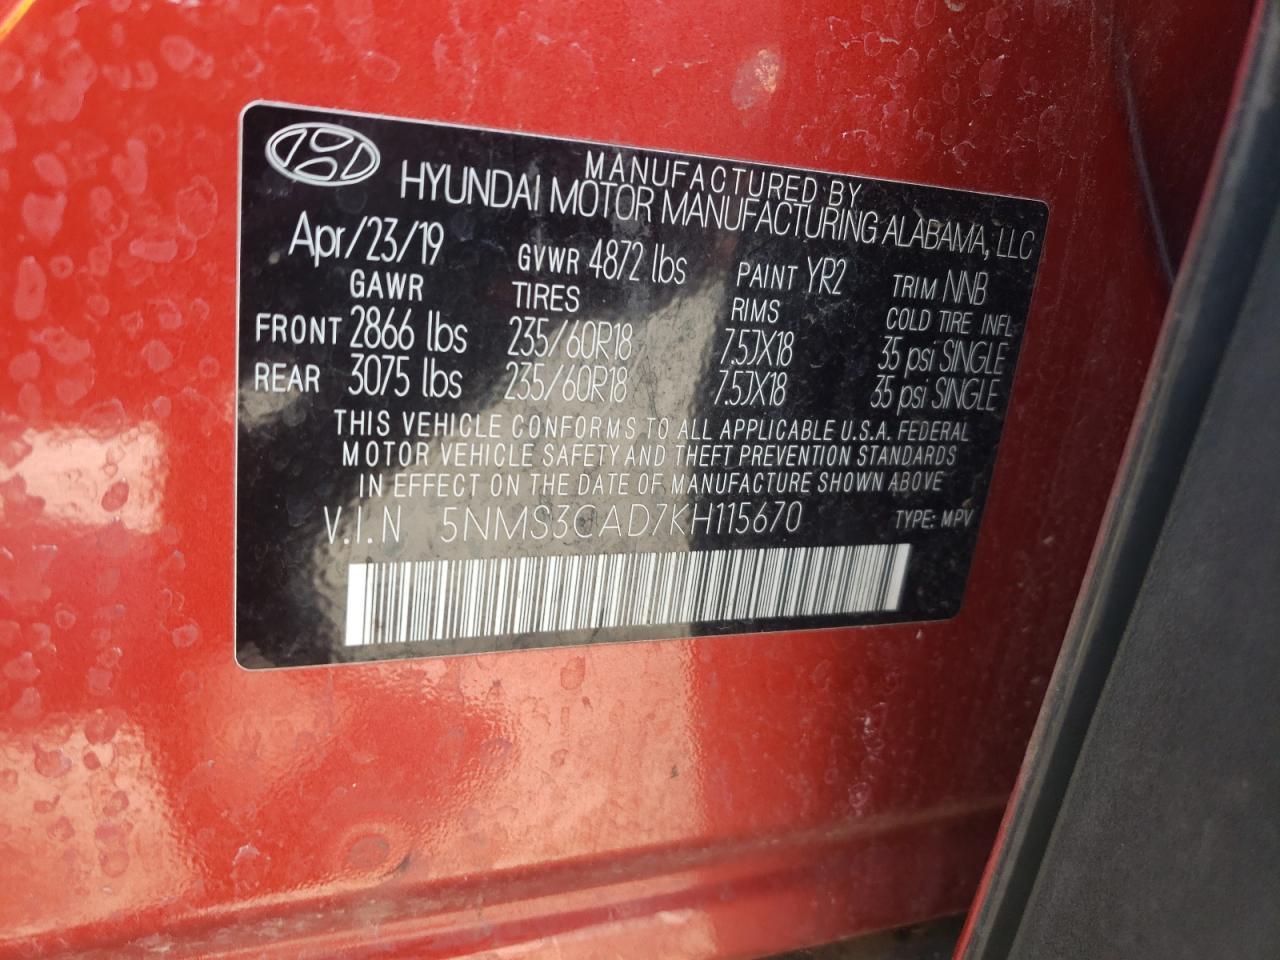 MANUFACTURED BY
HYUNDAI MOTOR MANUFACTURING ALABAMA, LLC
Apr/23/19 GVWR 4872 lbs PAINT YR2 TRIM NNB
GAWR TIRES RIMS COLD TIRE INFL
FRONT 2866 lbs 235/60R18 7.5JX18 35 psi SINGLE
REAR 3075 lbs 235/60R18 7.5JX18 35 psi SINGLE
THIS VEHICLE CONFORMS TO ALL APPLICABLE U.S.A. FEDERAL
MOTOR VEHICLE SAFETY AND THEFT PREVENTION STANDARDS
IN EFFECT ON THE DATE OF MANUFACTURE SHOWN ABOVE
V.I.N 5NMS3CAD7KH115670 TYPE: MPV